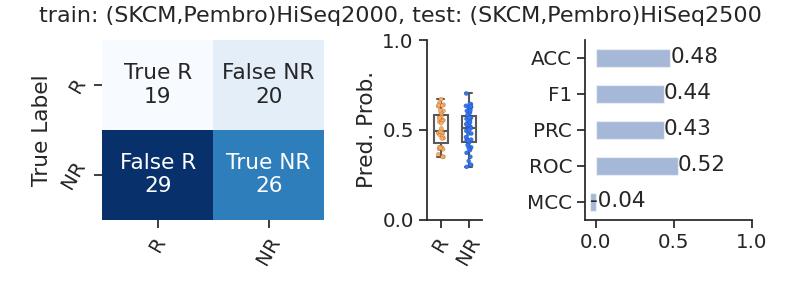 train: (SKCM,Pembro)HiSeq2000, test: (SKCM,Pembro)HiSeq2500
True Label
R
NR
True R
19
False NR
20
False R
29
True NR
26
R
NR
Pred. Prob.
1.0
0.5
0.0
R
NR
ACC
0.48
F1
0.44
PRC
0.43
ROC
0.52
MCC
-0.04
0.0
0.5
1.0